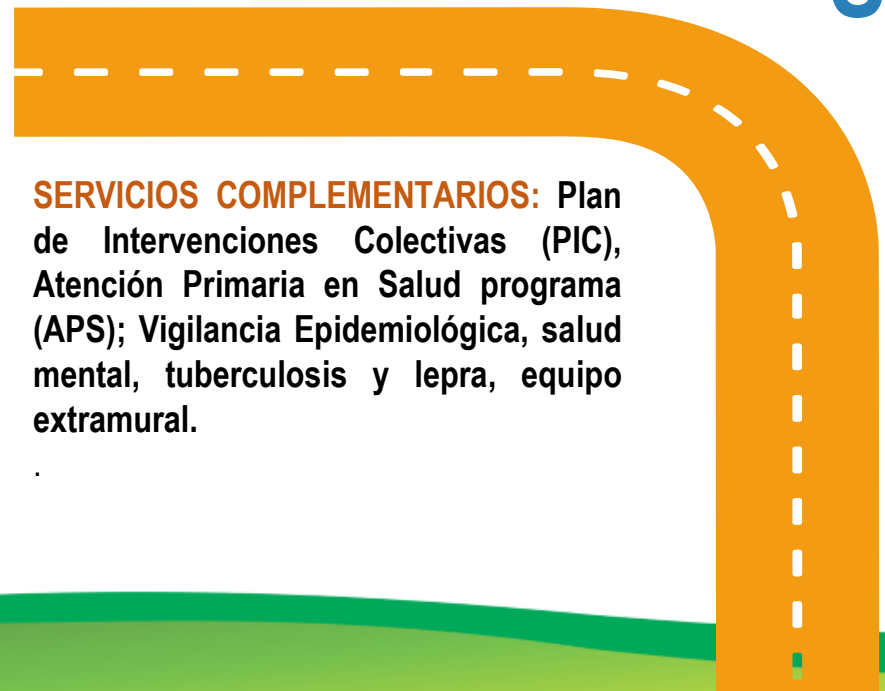 SERVICIOS COMPLEMENTARIOS: Plan
de Intervenciones Colectivas (PIC),
Atención Primaria en Salud programa
(APS); Vigilancia Epidemiológica, salud
mental, tuberculosis y lepra, equipo
extramural.
.